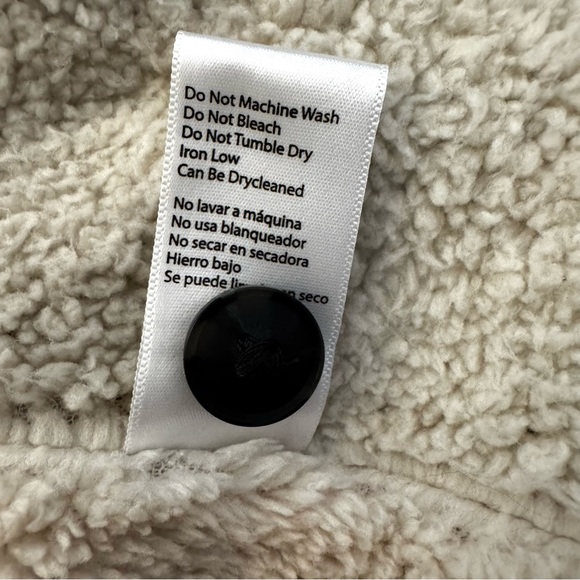 Do Not Machine Wash
Do Not Bleach
Do Not Tumble Dry
Iron Low
Can Be Drycleaned
No lavar a máquina
No usa blanqueador
No secar en secadora
Hierro bajo
Se puede en seco